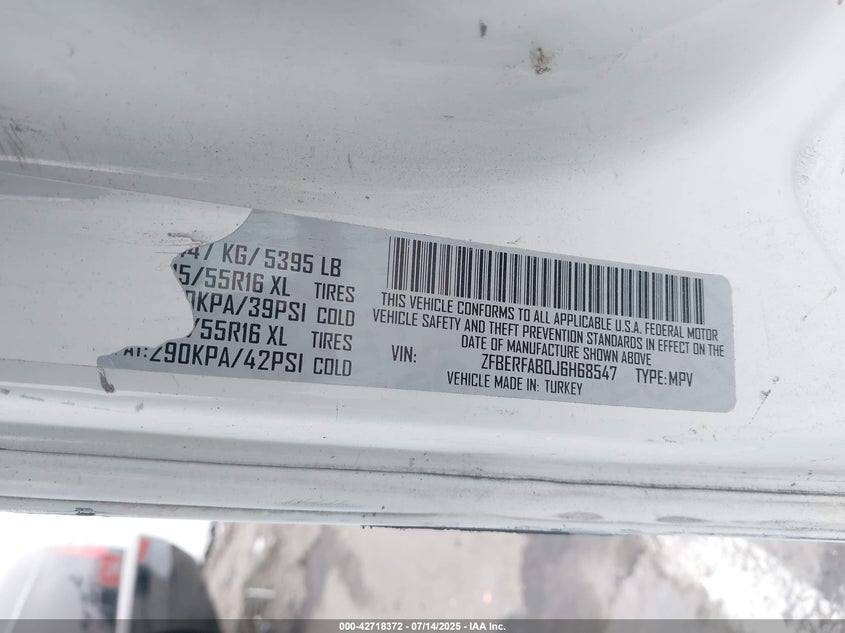 KG/5395 LB
5/55R16 XL TIRES
0KPA/39PSI COLD
/55R16 XL TIRES
AT:290KPA/42PSI COLD
THIS VEHICLE CONFORMS TO ALL APPLICABLE U.S.A. FEDERAL MOTOR
VEHICLE SAFETY AND THEFT PREVENTION STANDARDS IN EFFECT ON THE
DATE OF MANUFACTURE SHOWN ABOVE
VIN: ZFBERFAB0J6H68547 TYPE:MPV
VEHICLE MADE IN: TURKEY
000-42718372 - 07/14/2025 - IAA Inc.